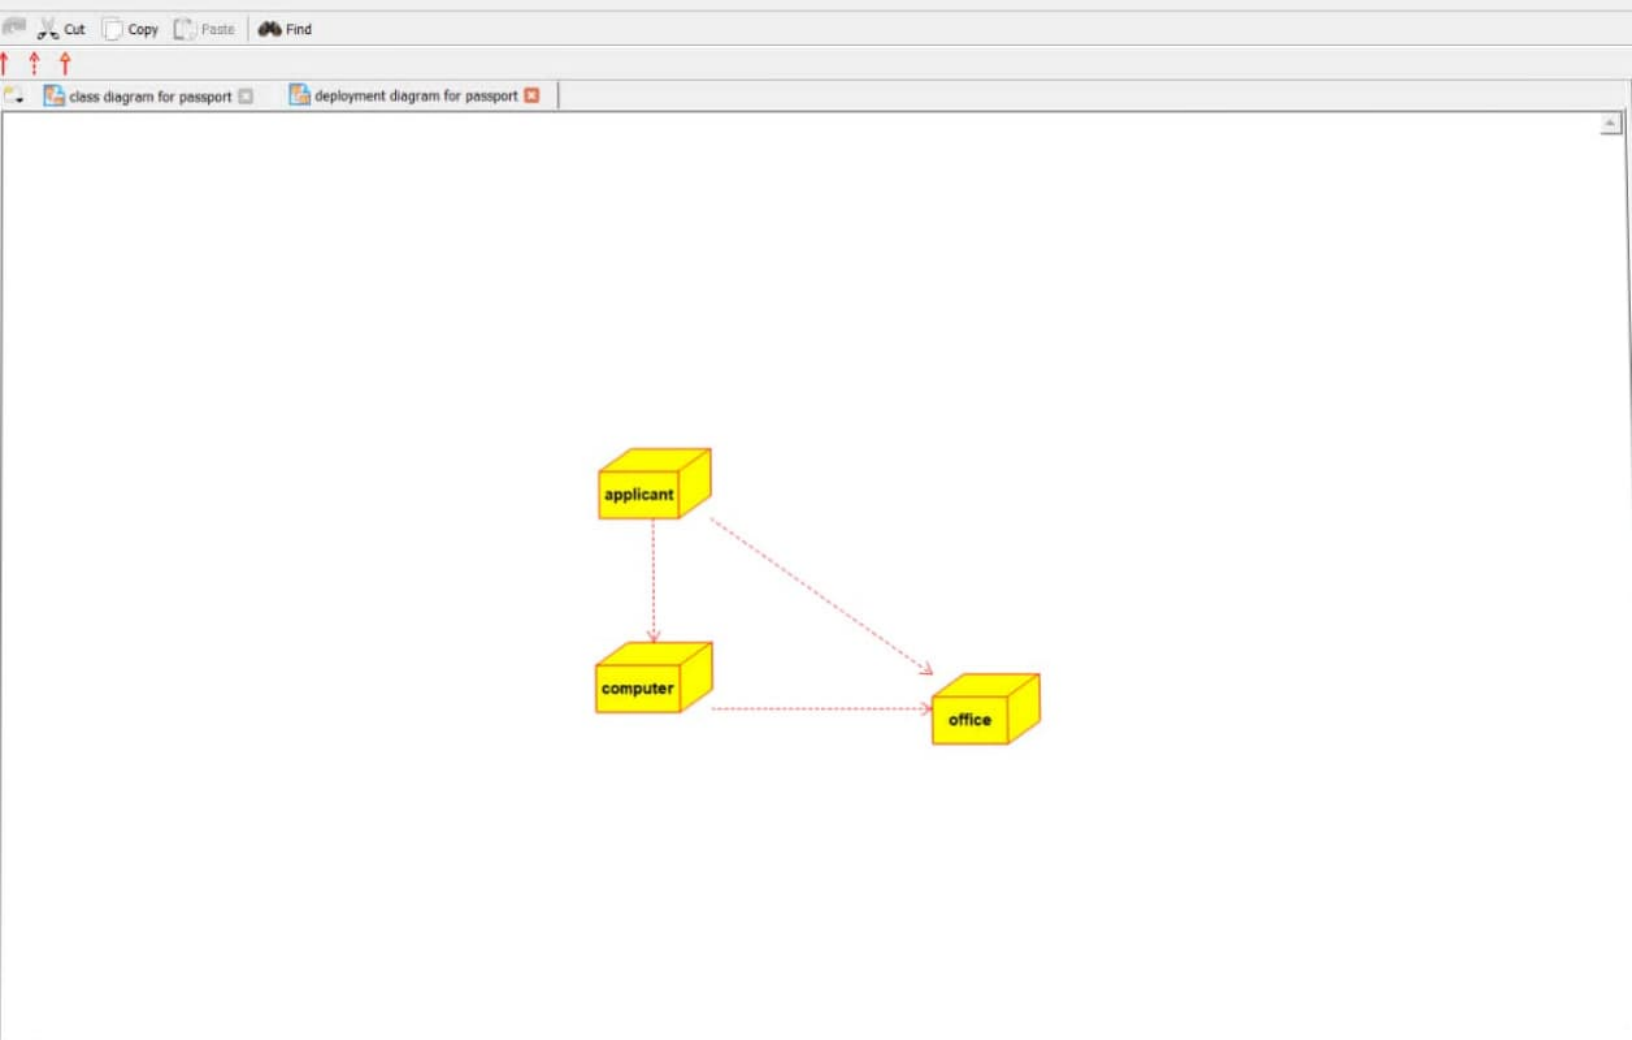 Cut Copy Paste Find
class diagram for passport deployment diagram for passport
applicant
computer
office